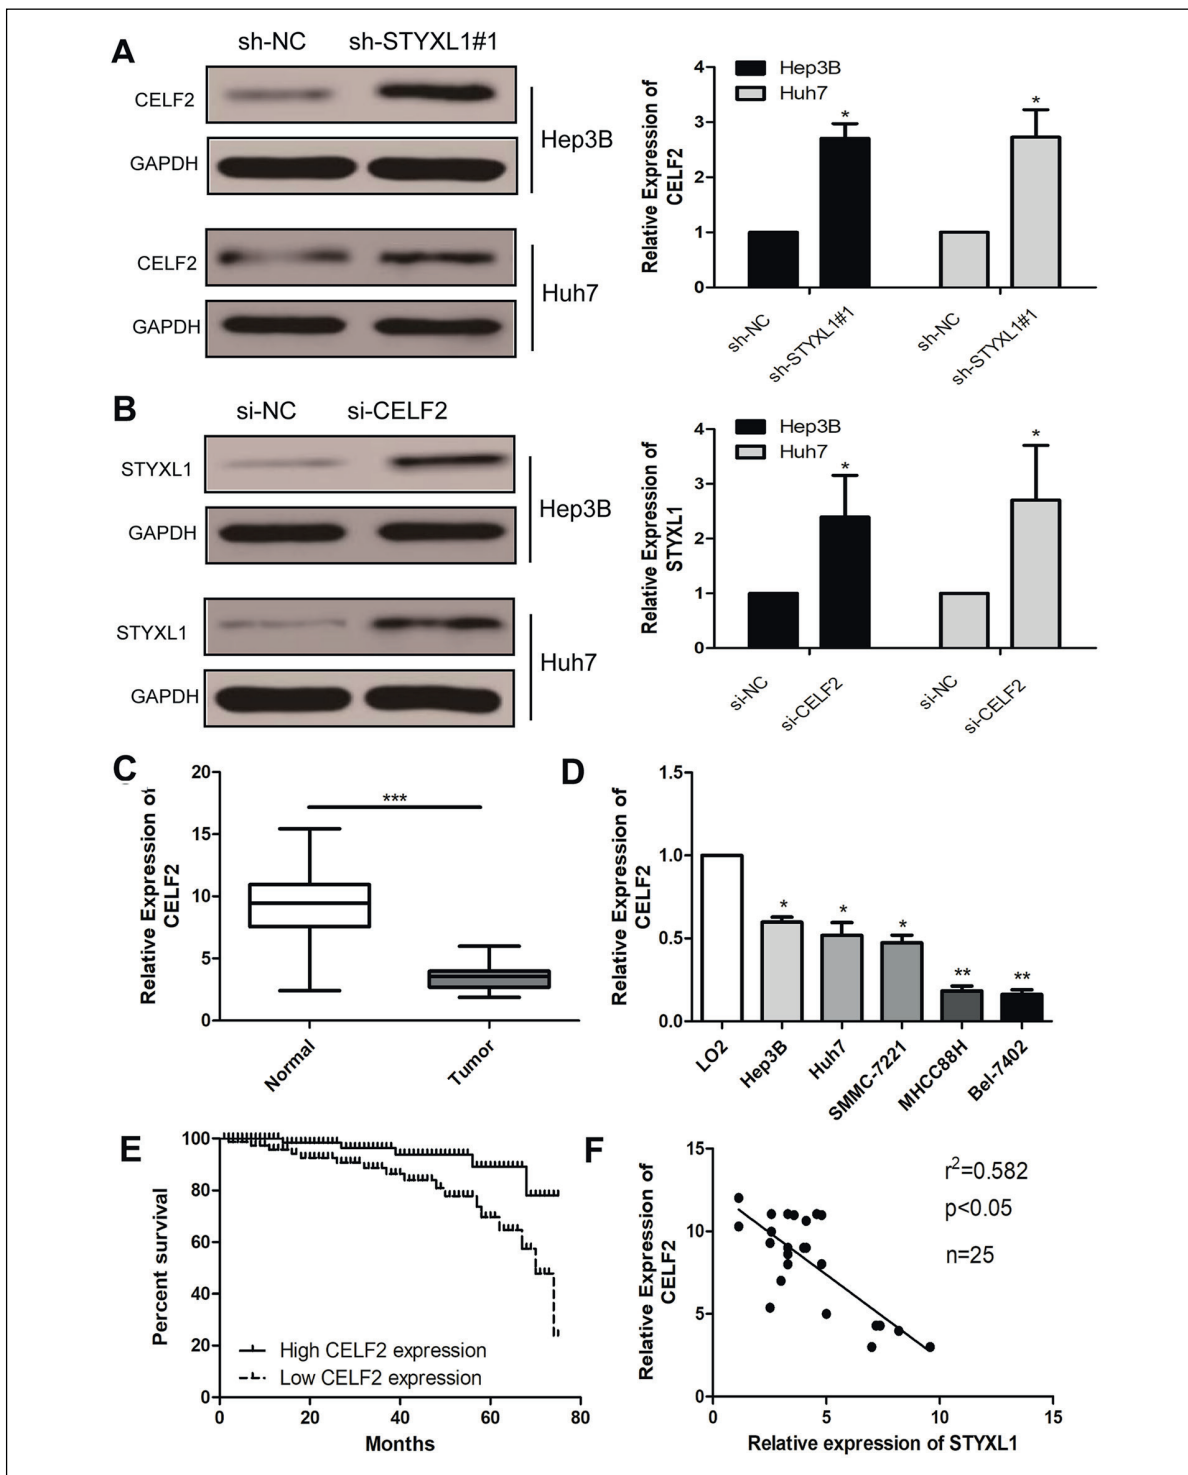 A
sh-NC sh-STYXL1#1
CELF2
GAPDH
Hep3B
CELF2
GAPDH
Huh7
Relative Expression of
CELF2
4
3
2
1
0
Hep3B
Huh7
*
*
sh-NC
sh-STYXL1#1
sh-NC
sh-STYXL1#1
B
si-NC si-CELF2
STYXL1
GAPDH
Hep3B
STYXL1
GAPDH
Huh7
Relative Expression of
STYXL1
4
3
2
1
0
Hep3B
Huh7
*
*
si-NC
si-CELF2
si-NC
si-CELF2
C
Relative Expression of
CELF2
20
15
10
5
0
***
Normal
Tumor
D
Relative Expression of
CELF2
1.5
1.0
0.5
0.0
*
*
*
**
**
LO2
Hep3B
Huh7
SMMC-7221
MHCC88H
Bel-7402
E
Percent survival
100
80
60
40
20
0
High CELF2 expression
Low CELF2 expression
0 20 40 60 80
Months
F
Relative Expression of
CELF2
15
10
5
0
r²=0.582
p<0.05
n=25
0 5 10 15
Relative expression of STYXL1